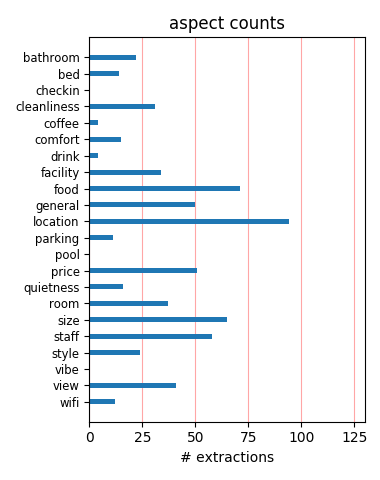 aspect counts
bathroom
bed
checkin
cleanliness
coffee
comfort
drink
facility
food
general
location
parking
pool
price
quietness
room
size
staff
style
vibe
view
wifi
0 25 50 75 100 125
# extractions